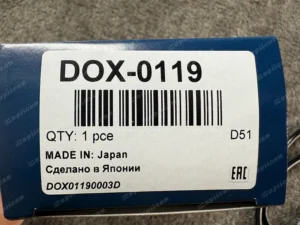 DOX-0119
QTY: 1 pce D51
MADE IN: Japan
Сделано в Японии
DOX01190003D
EAC